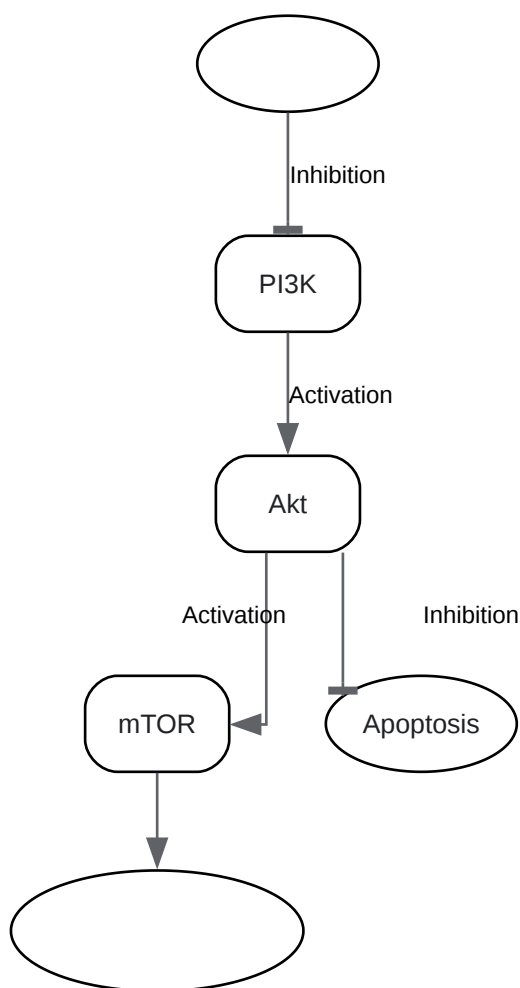 Inhibition
PI3K
Activation
Akt
Activation
Inhibition
mTOR
Apoptosis